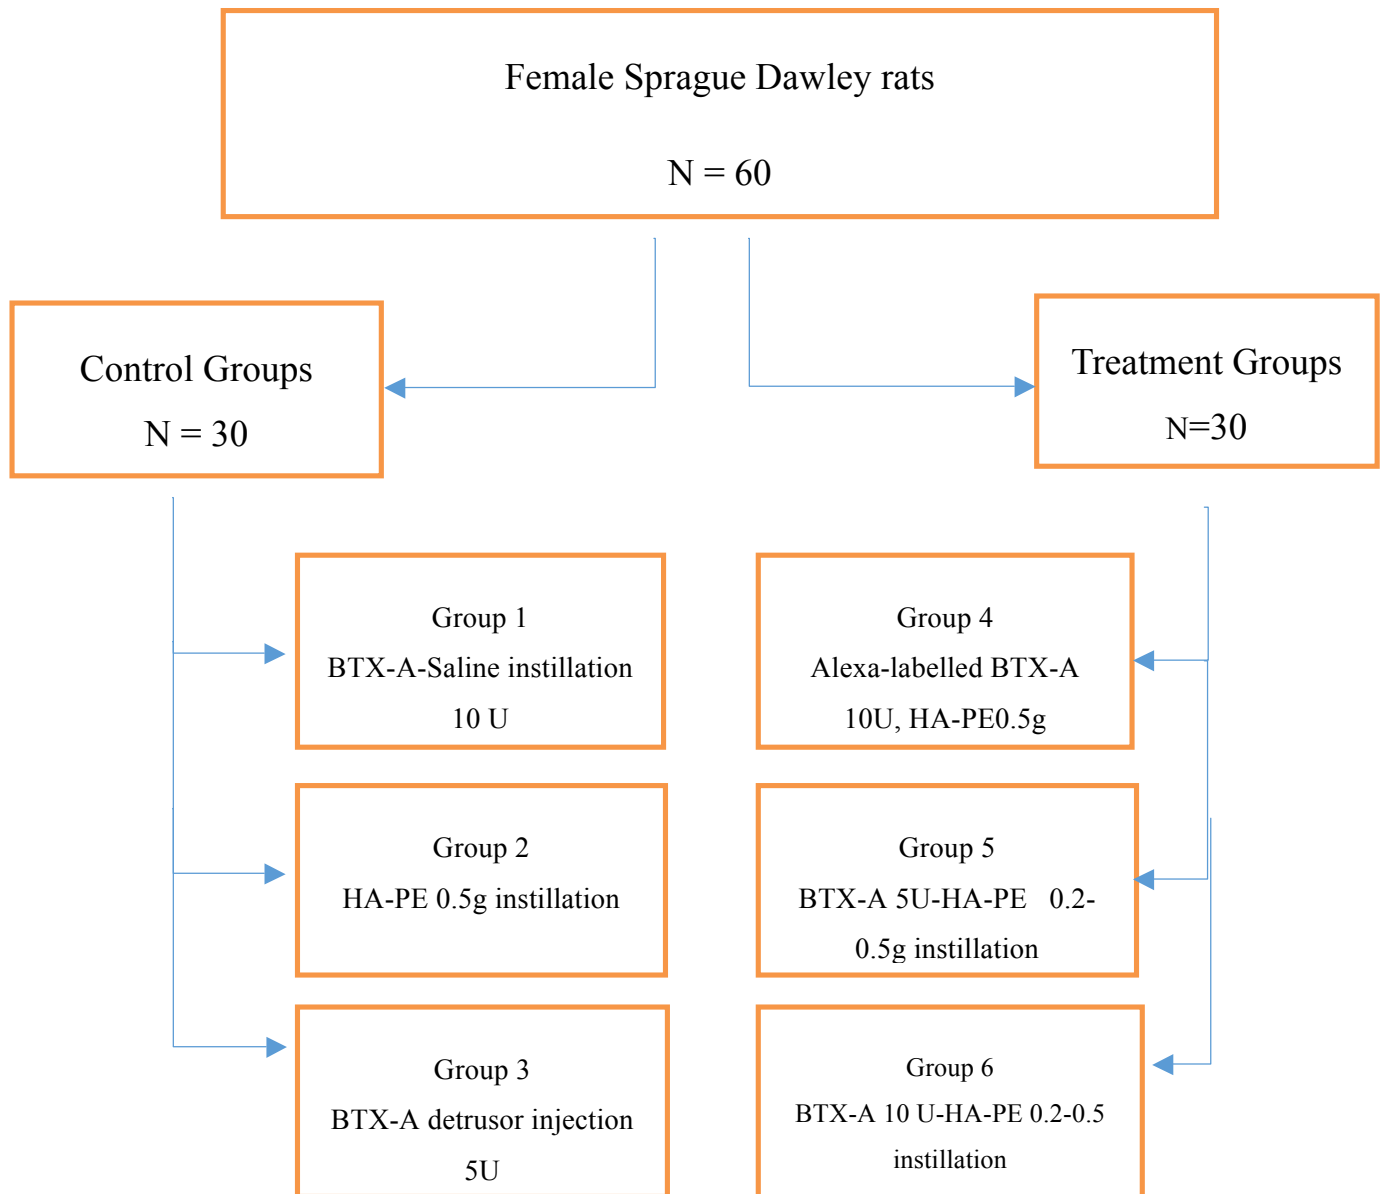 Female Sprague Dawley rats
N = 60
Control Groups
N = 30
Treatment Groups
N=30
Group 1
BTX-A-Saline instillation
10 U
Group 4
Alexa-labelled BTX-A
10U, HA-PE0.5g
Group 2
HA-PE 0.5g instillation
Group 5
BTX-A 5U-HA-PE 0.2-
0.5g instillation
Group 3
BTX-A detrusor injection
5U
Group 6
BTX-A 10 U-HA-PE 0.2-0.5
instillation